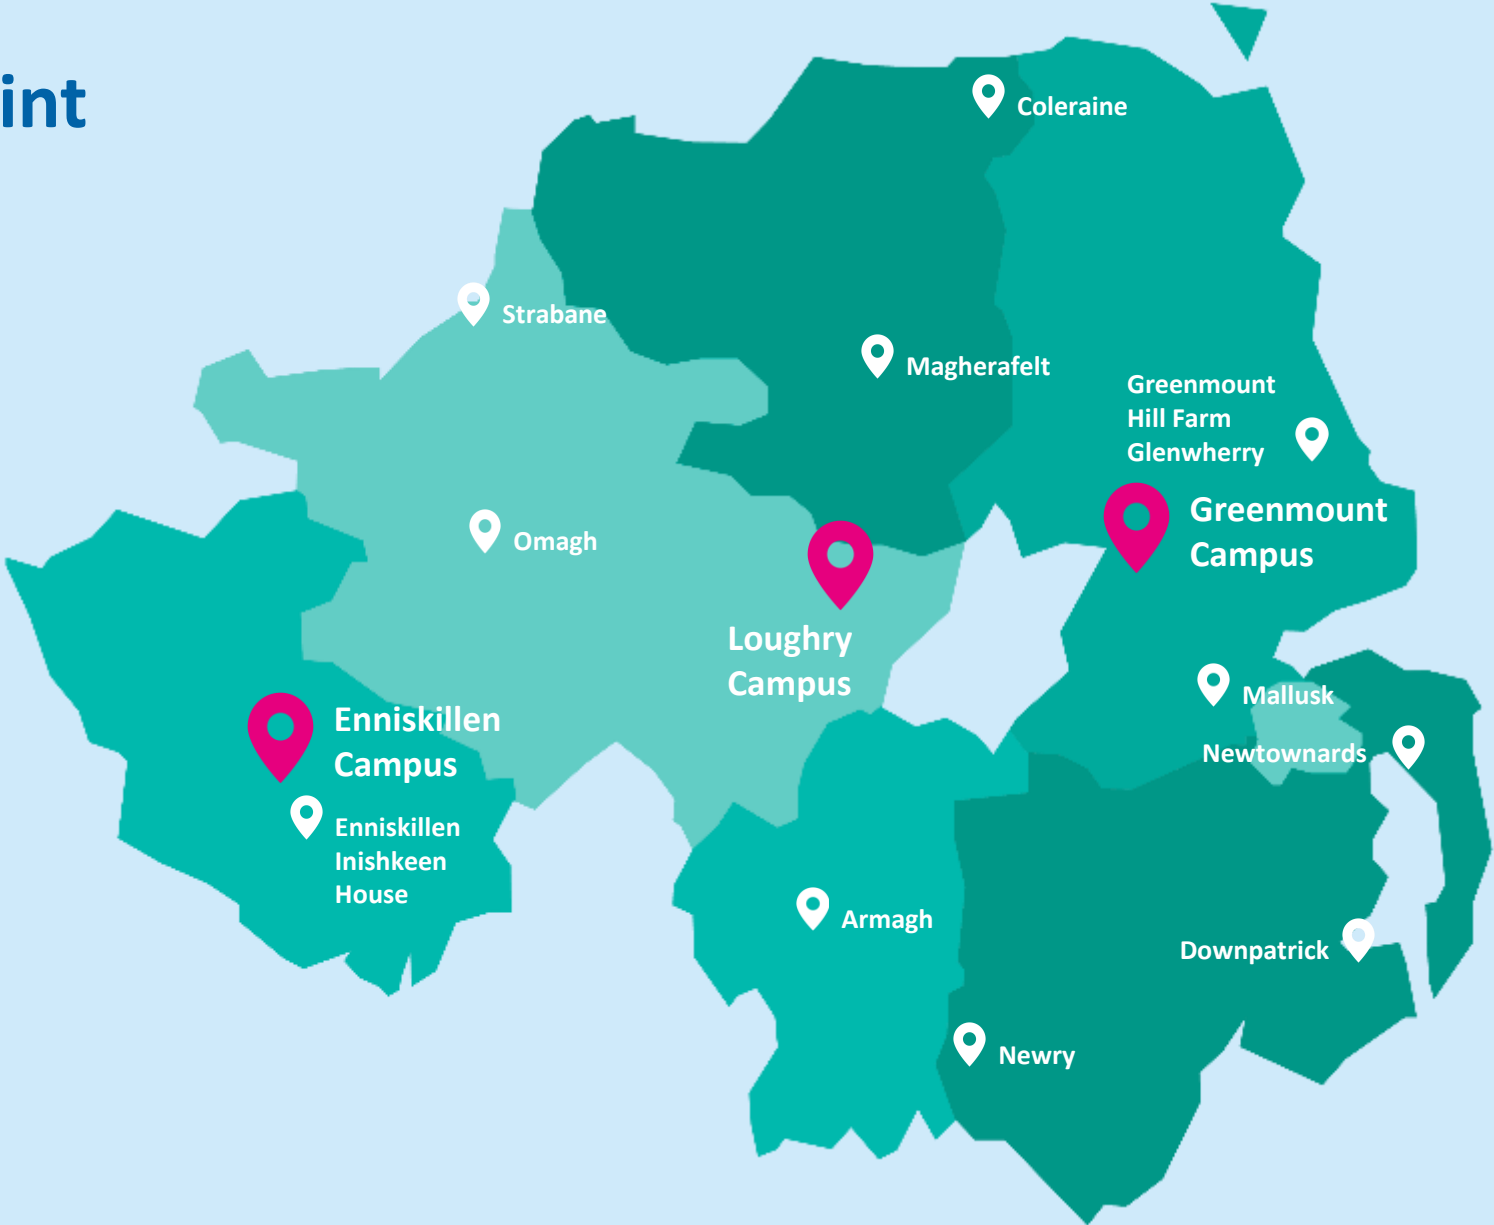 int
Coleraine
Strabane
Magherafelt
Greenmount
Hill Farm
Glenwherry
Greenmount
Campus
Omagh
Loughry
Campus
Mallusk
Enniskillen
Campus
Newtownards
Enniskillen
Inishkeen
House
Armagh
Downpatrick
Newry